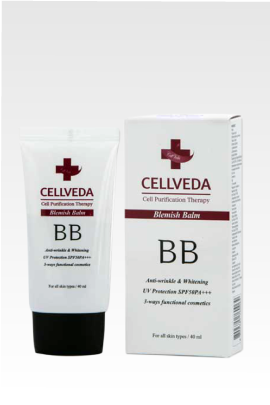 CELLVEDA
Cell Purification Therapy
Blemish Balm
BB
Anti-wrinkle & Whitening
UV Protection SPF50PA+++
3-ways functional cosmetics
For all skin types / 40 ml
CELLVEDA
Cell Purification Therapy
Blemish Balm
BB
Anti-wrinkle & Whitening
UV Protection SPF50PA+++
3-ways functional cosmetics
For all skin types / 40 ml